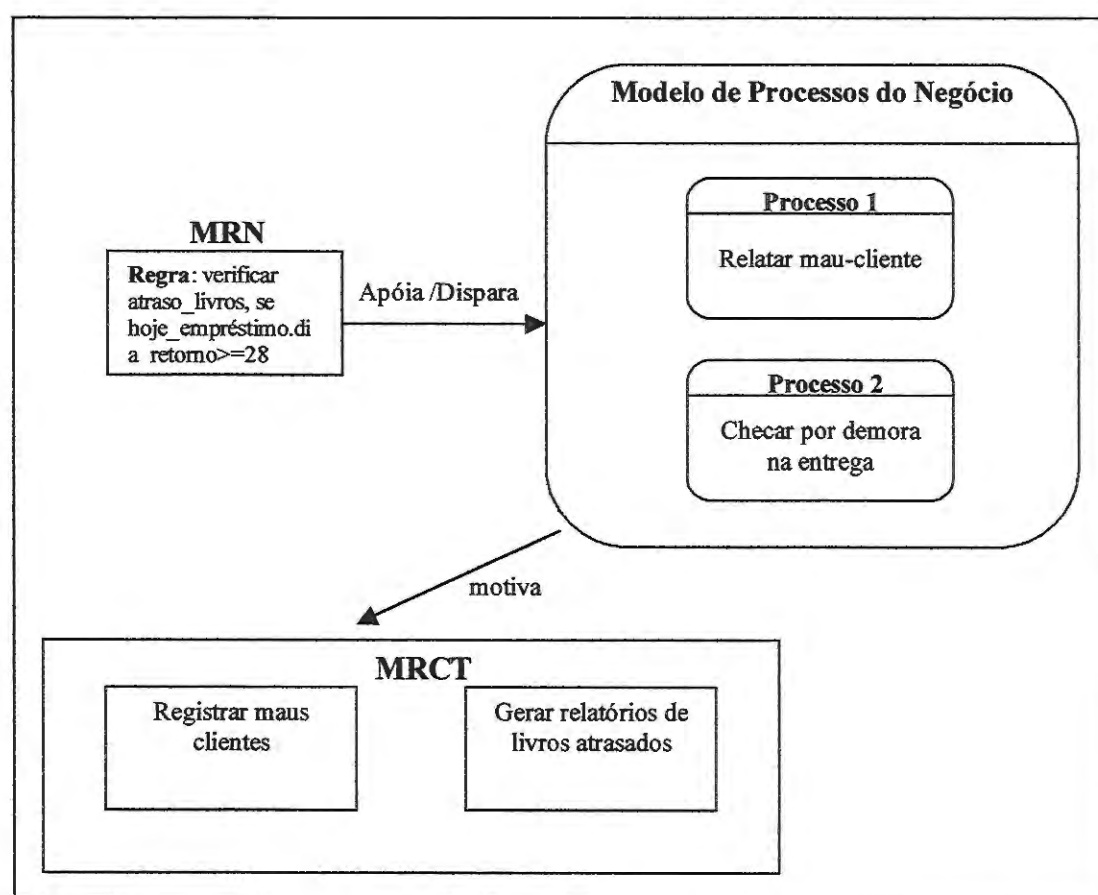 Modelo de Processos do Negócio
Processo 1
Relatar mau-cliente
MRN
Regra: verificar
atraso_livros, se
hoje_empréstimo.di
a_retorno>=28
Apóia /Dispara
Processo 2
Checar por demora
na entrega
motiva
MRCT
Registrar maus
clientes
Gerar relatórios de
livros atrasados